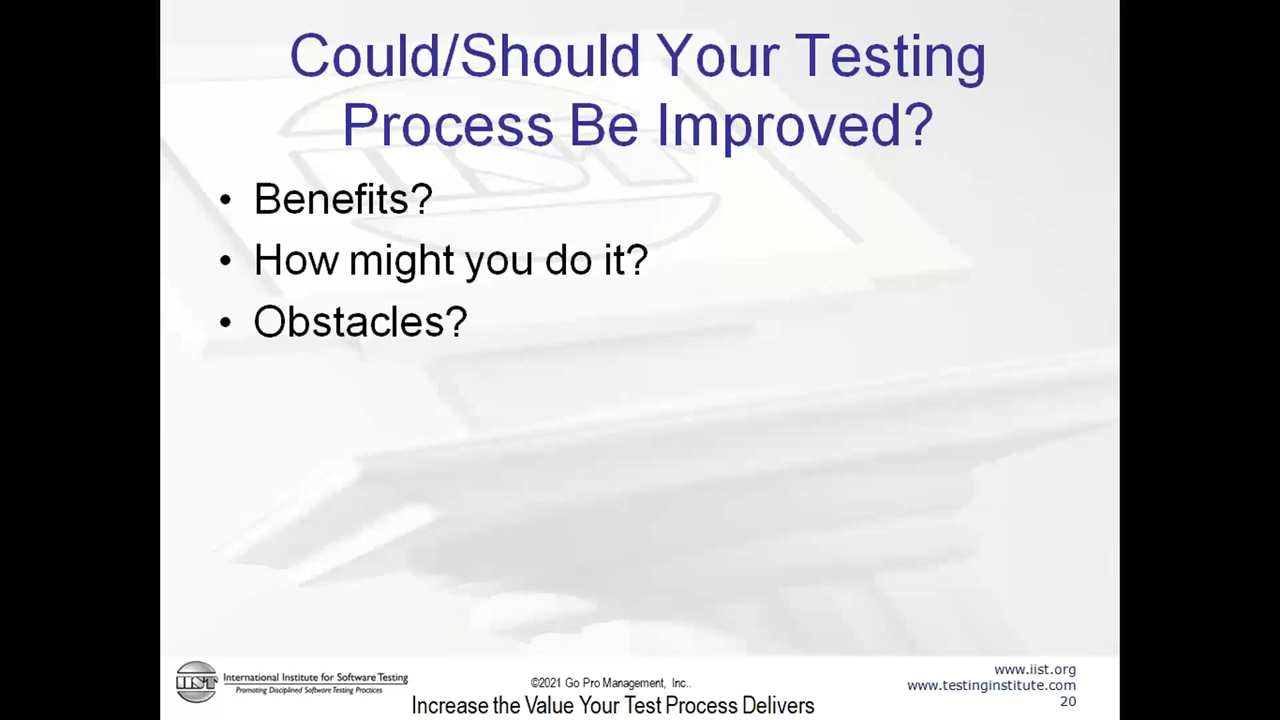 Could/Should Your Testing
Process Be Improved?
• Benefits?
• How might you do it?
• Obstacles?
IIST
IIST
International Institute for Software Testing
Promoting Disciplined Software Testing Practices
©2021 Go Pro Management, Inc..
Increase the Value Your Test Process Delivers
www.iist.org
www.testinginstitute.com
20